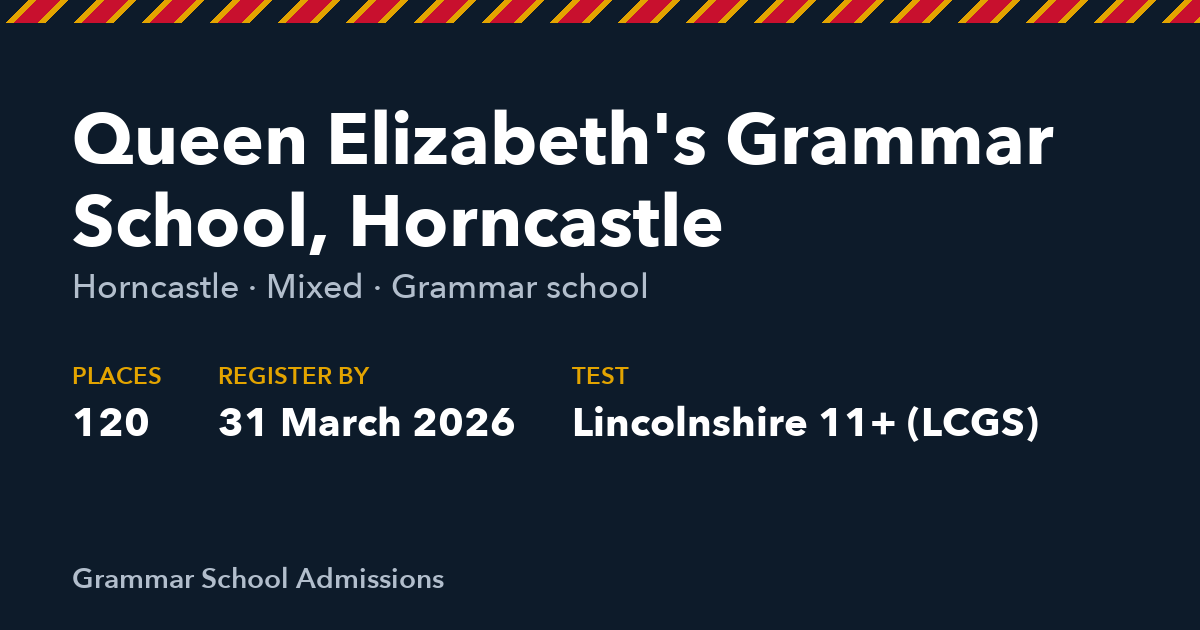 Queen Elizabeth's Grammar
School, Horncastle
Horncastle · Mixed · Grammar school
PLACES REGISTER BY TEST
120 31 March 2026 Lincolnshire 11+ (LCGS)
Grammar School Admissions